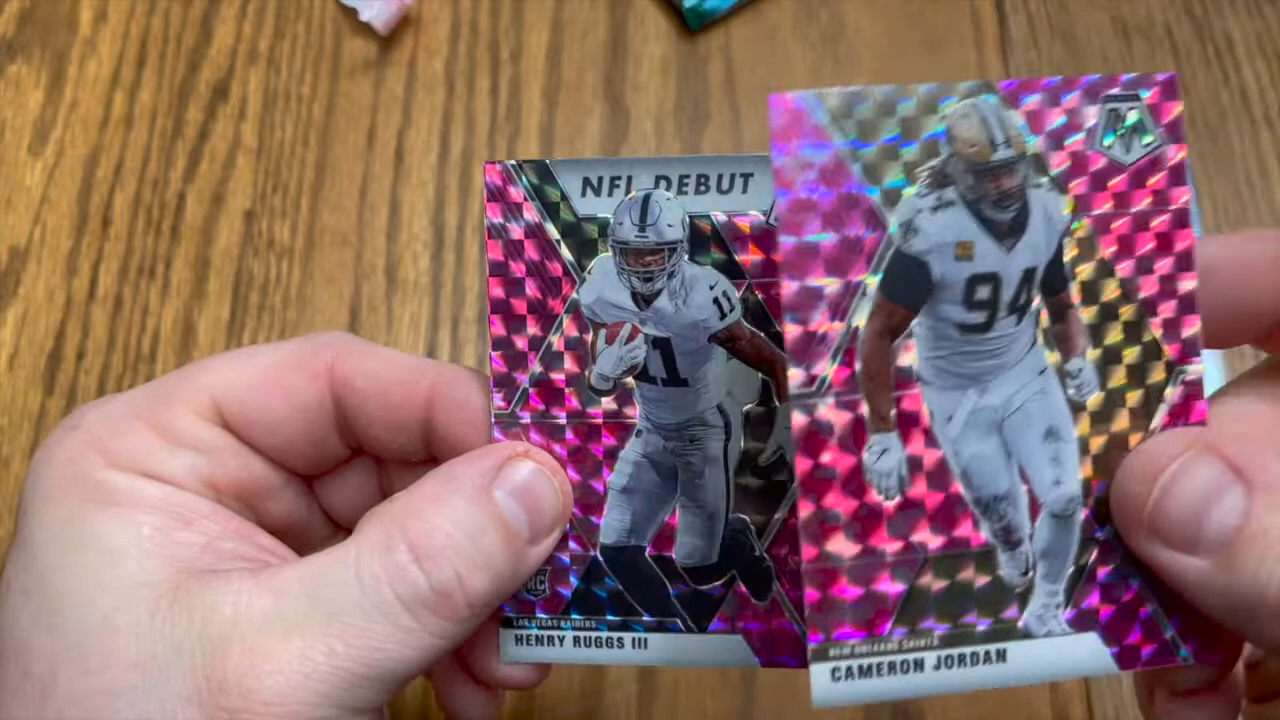 NFL DEBUT
11
11
RC
LAS VEGAS RAIDERS
HENRY RUGGS III
94
NEW ORLEANS SAINTS
CAMERON JORDAN